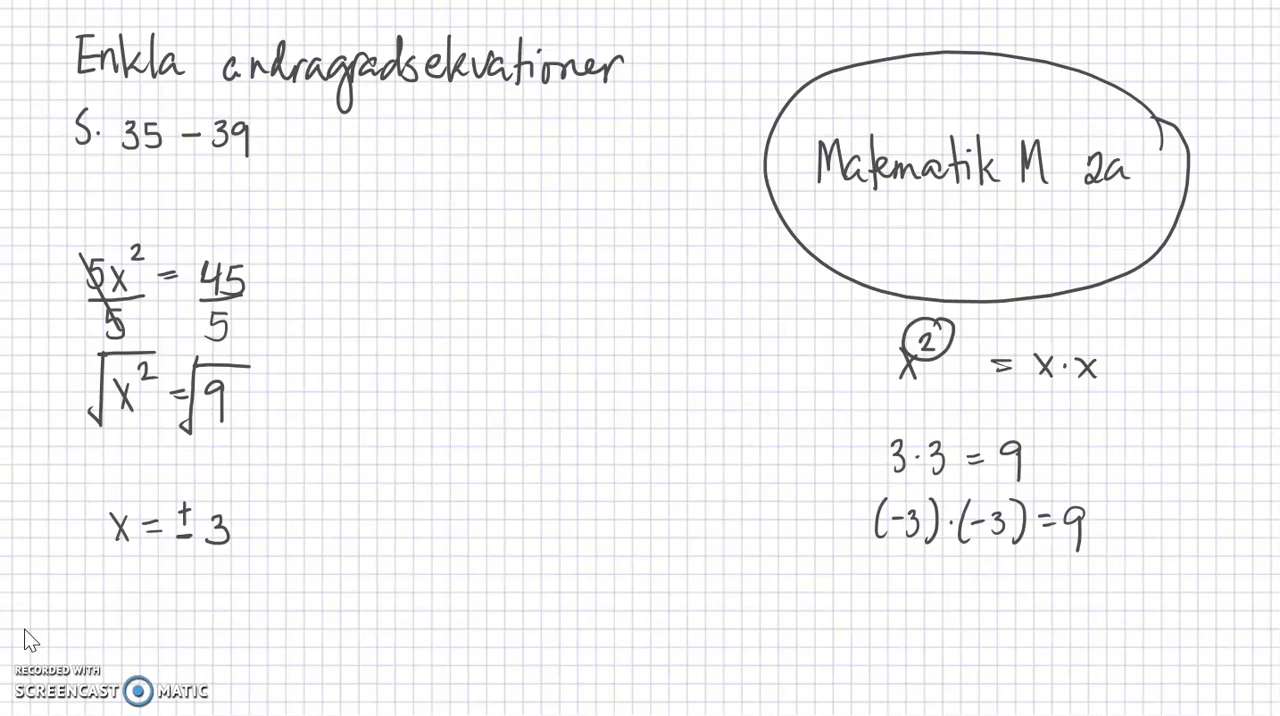 Enkla andragradsekvationer
S. 35 - 39
Matematik M 2a
5x² = 45
5 5
√x² = √9
x = ± 3
x² = x · x
3 · 3 = 9
(-3) · (-3) = 9
RECORDED WITH
SCREENCAST MATIC